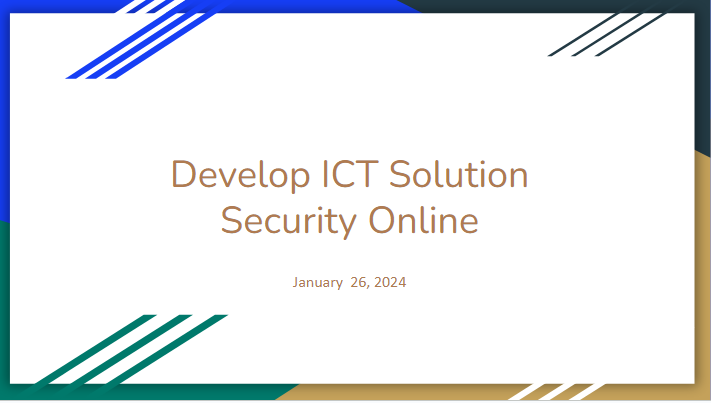 Develop ICT Solution
Security Online
January  26, 2024